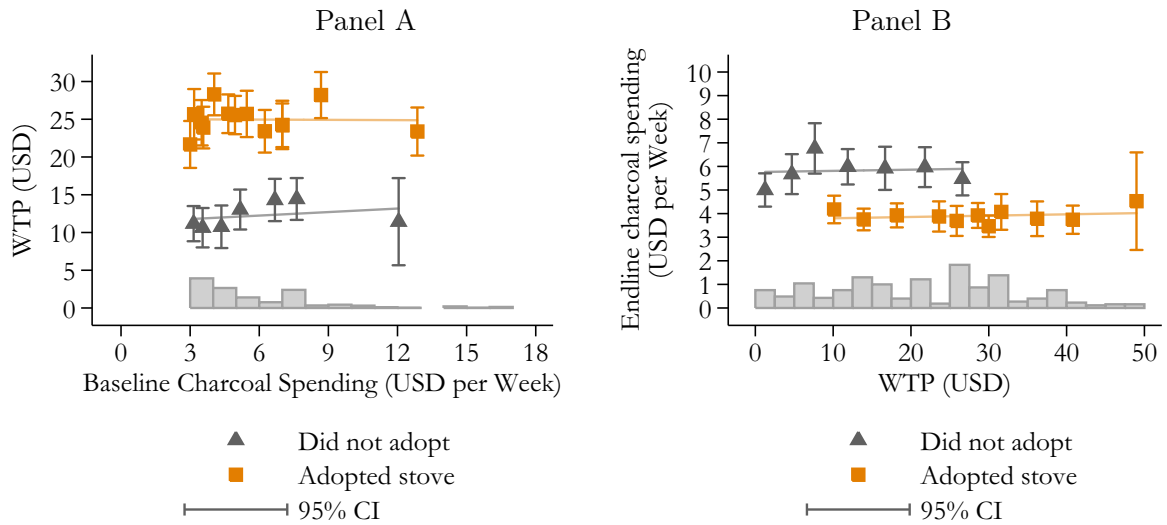 Panel A
WTP (USD)
30
25
20
15
10
5
0
0 3 6 9 12 15 18
Baseline Charcoal Spending (USD per Week)
Did not adopt
Adopted stove
95% CI
Panel B
Endline charcoal spending
(USD per Week)
10
9
8
7
6
5
4
3
2
1
0
0 10 20 30 40 50
WTP (USD)
Did not adopt
Adopted stove
95% CI